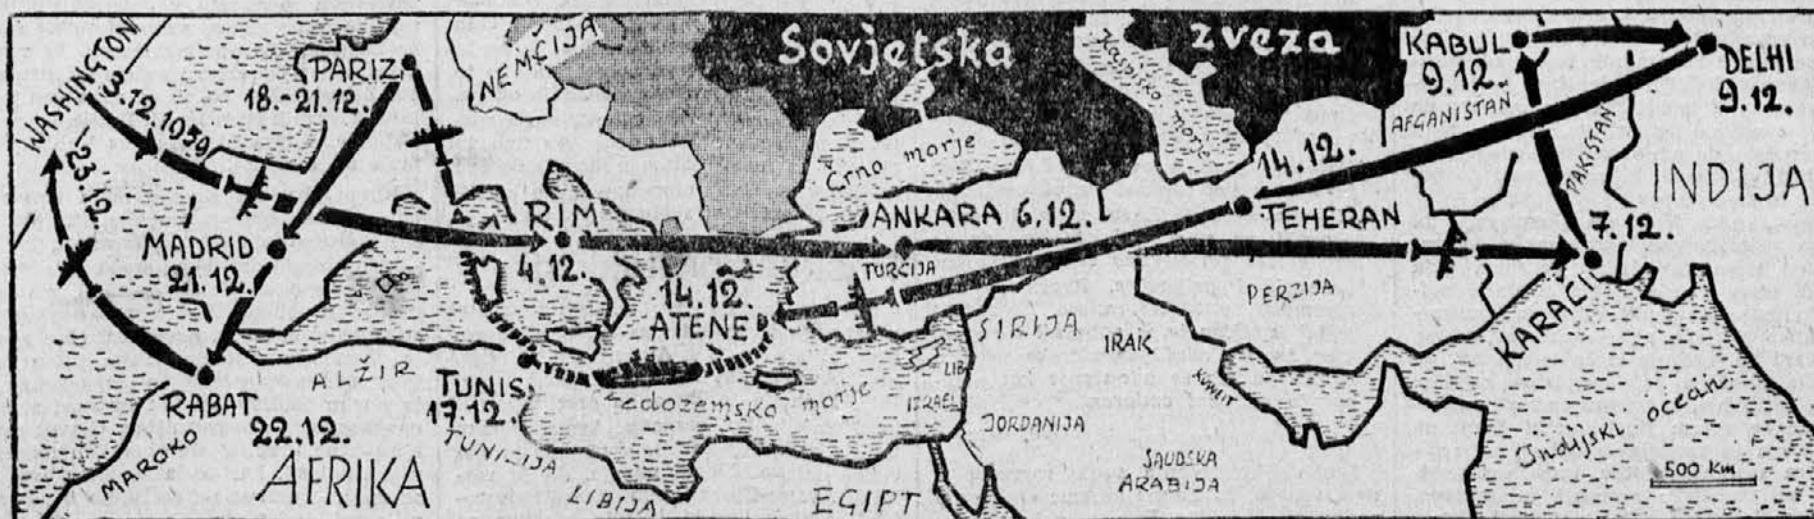 WASHINGTON
3.12.1959
23.12.
PARIZ
18.-21.12.
NEMČIJA
Sovjetska zveza
Kaspiško morje
Črno morje
KABUL
9.12.
DELHI
9.12.
AFGANISTAN
PAKISTAN
INDIJA
14.12.
TEHERAN
7.12.
KARAČI
PERZIJA
ANKARA 6.12.
TURČIJA
RIM
4.12.
MADRID
21.12.
14.12.
ATENE
SIRIJA
IRAK
LIB
IZRAEL
JORDANIJA
KUWAIT
SAUDSKA
ARABIJA
Indijski ocean
500 Km
ALŽIR
TUNIS
17.12.
TUNIZIJA
Sredozemsko morje
RABAT
22.12.
MAROKO
AFRIKA
LIBIJA
EGIPT